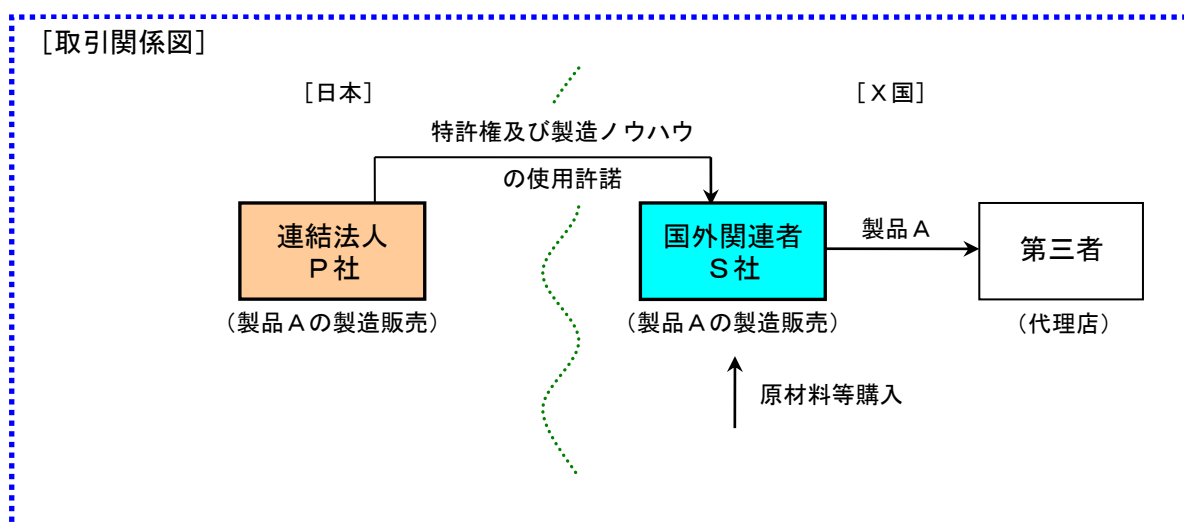 ［取引関係図］
［日本］
［Ｘ国］
特許権及び製造ノウハウ
の使用許諾
連結法人
Ｐ社
（製品Ａの製造販売）
国外関連者
Ｓ社
（製品Ａの製造販売）
製品Ａ
第三者
（代理店）
原材料等購入